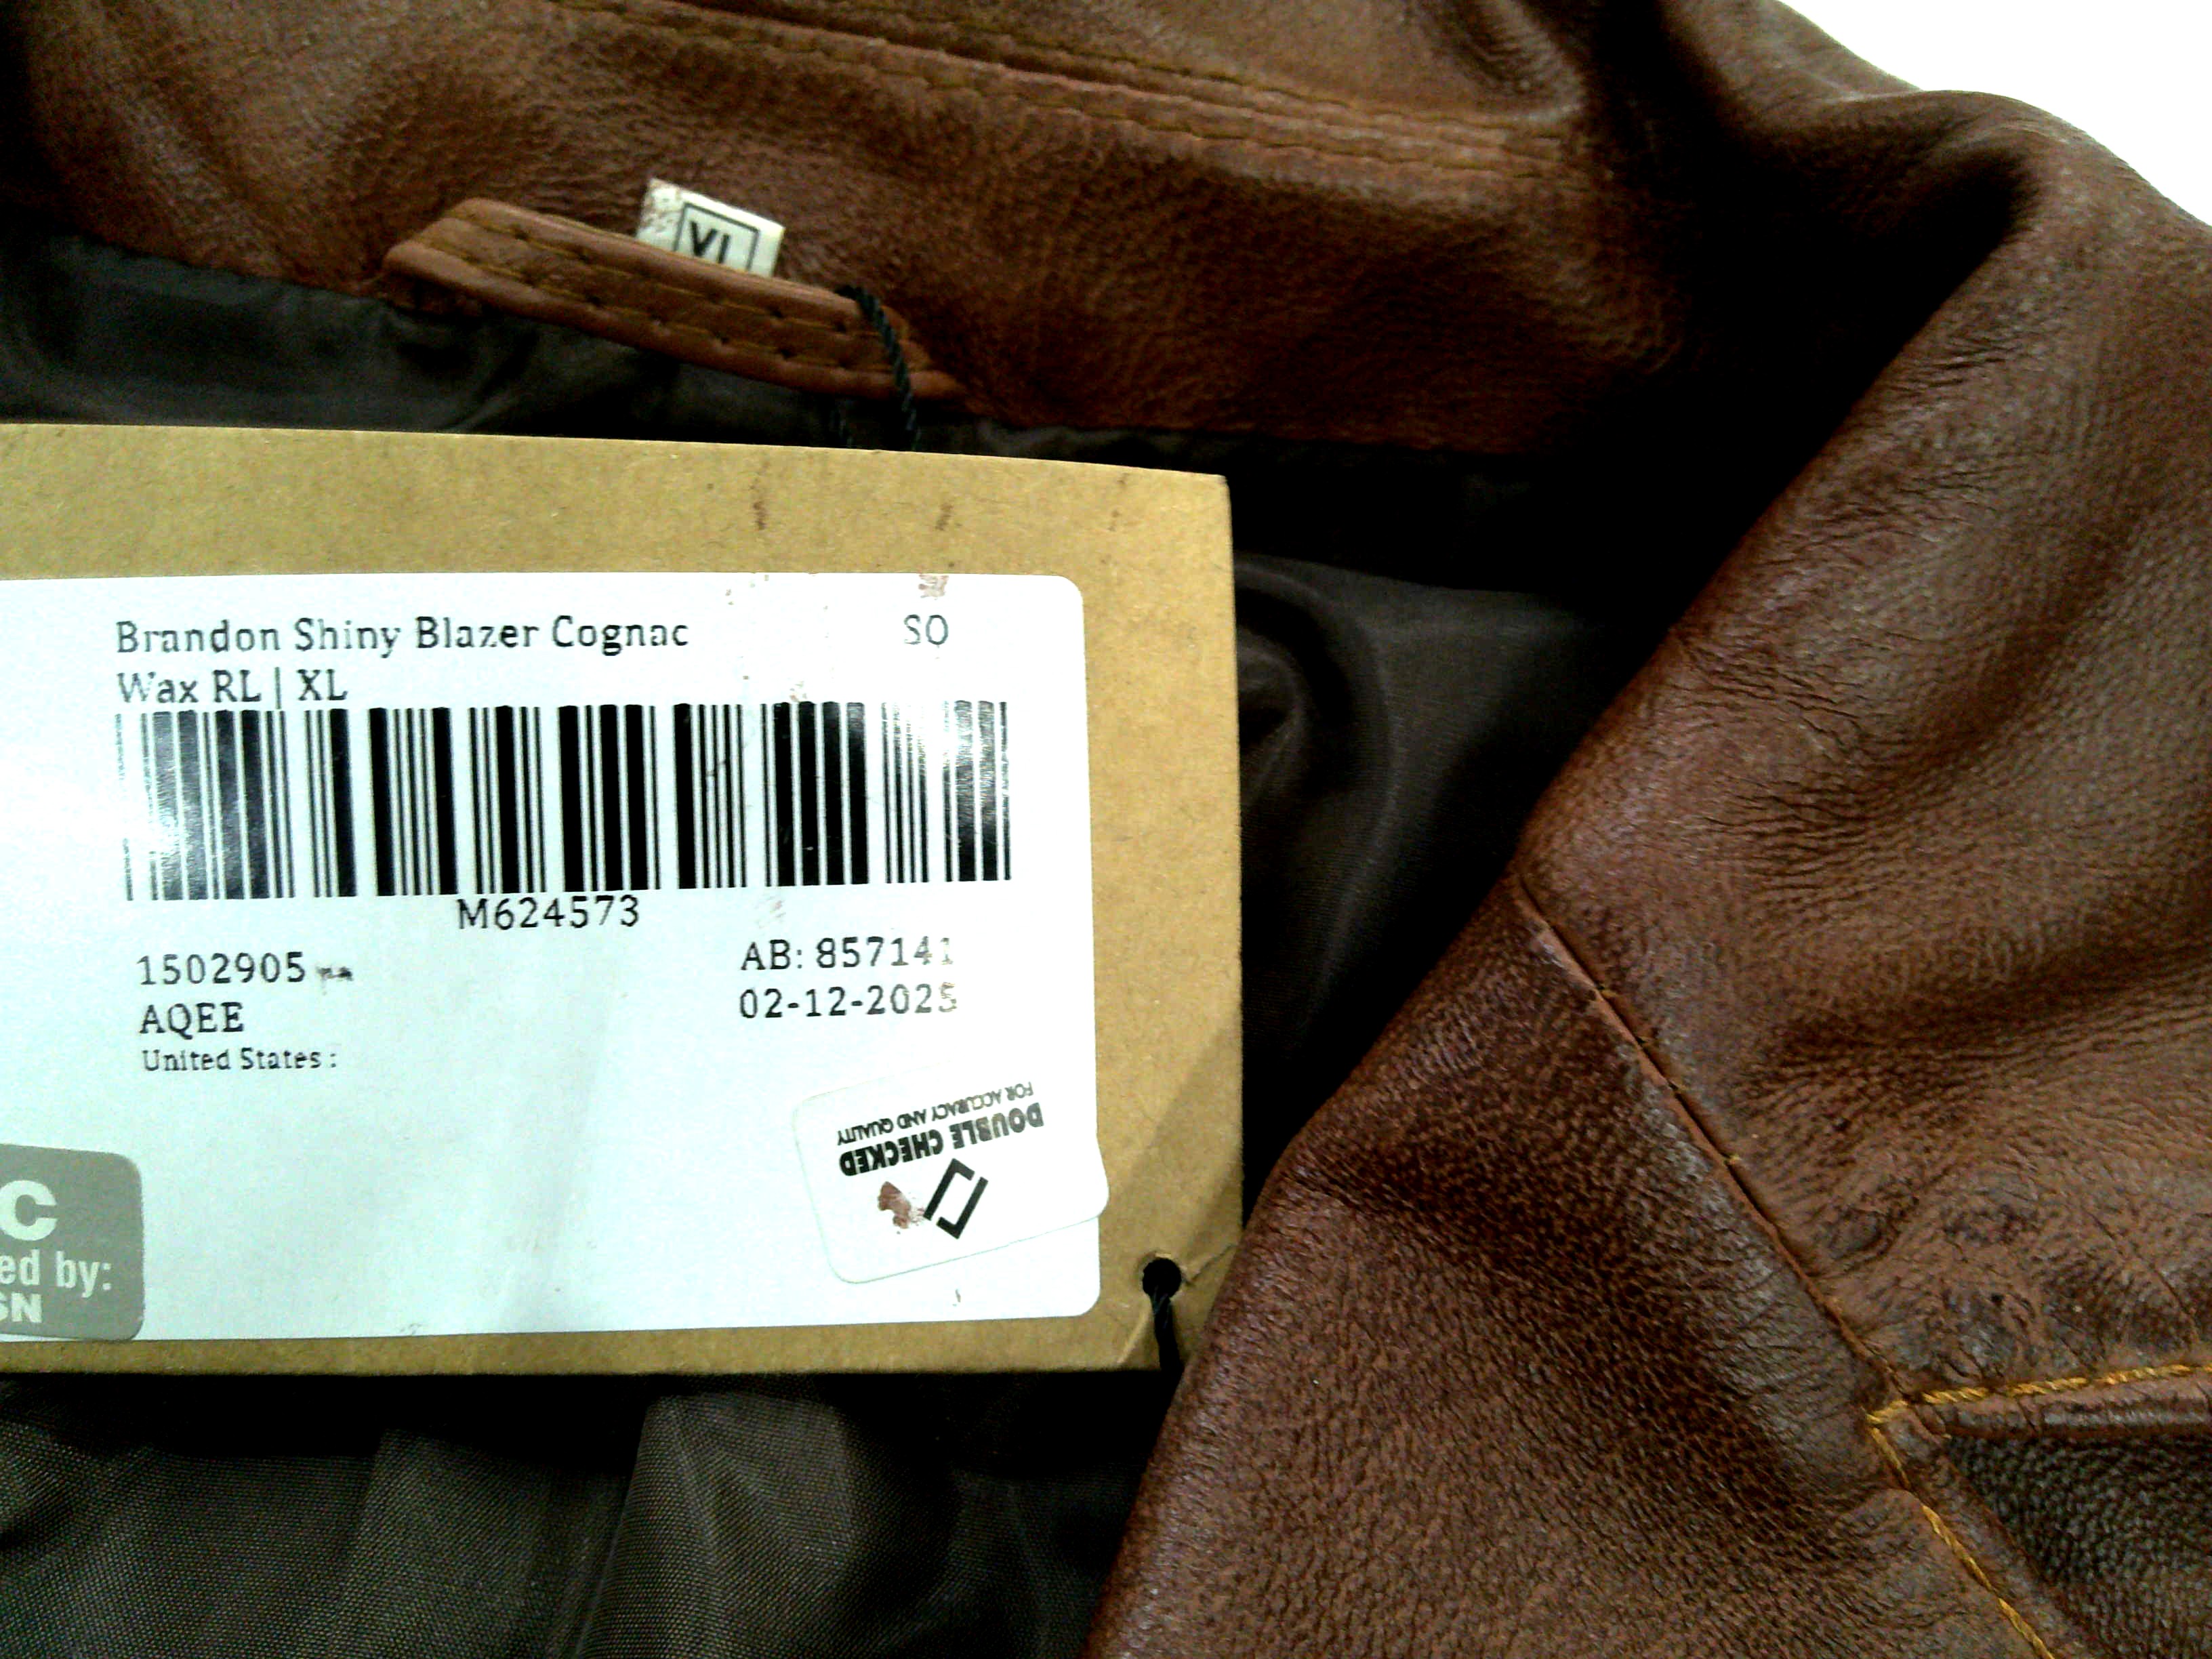 Brandon Shiny Blazer Cognac SO
Wax RL | XL
M624573
1502905 AB: 857141
AQEE 02-12-2025
United States :
DOUBLE CHECKED
FOR ACCURACY AND QUALITY
C
ed by:
SN